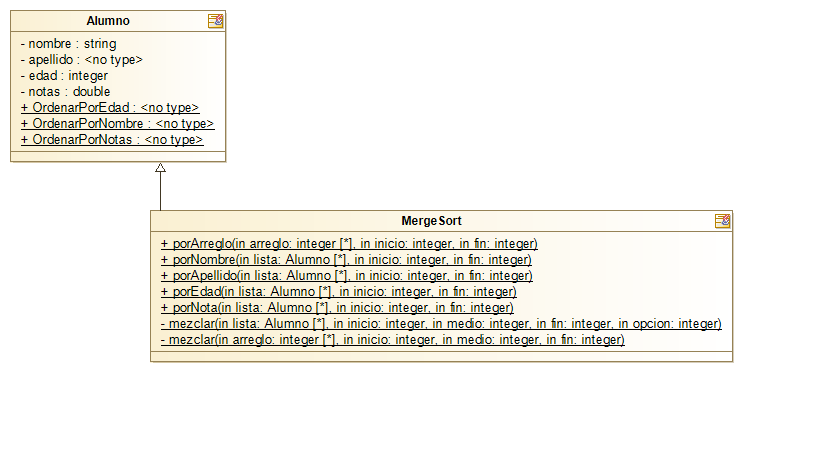 Alumno
- nombre : string
- apellido : <no type>
- edad : integer
- notas : double
+ OrdenarPorEdad : <no type>
+ OrdenarPorNombre : <no type>
+ OrdenarPorNotas : <no type>
MergeSort
+ porArreglo(in arreglo: integer [*], in inicio: integer, in fin: integer)
+ porNombre(in lista: Alumno [*], in inicio: integer, in fin: integer)
+ porApellido(in lista: Alumno [*], in inicio: integer, in fin: integer)
+ porEdad(in lista: Alumno [*], in inicio: integer, in fin: integer)
+ porNota(in lista: Alumno [*], in inicio: integer, in fin: integer)
- mezclar(in lista: Alumno [*], in inicio: integer, in medio: integer, in fin: integer, in opcion: integer)
- mezclar(in arreglo: integer [*], in inicio: integer, in medio: integer, in fin: integer)